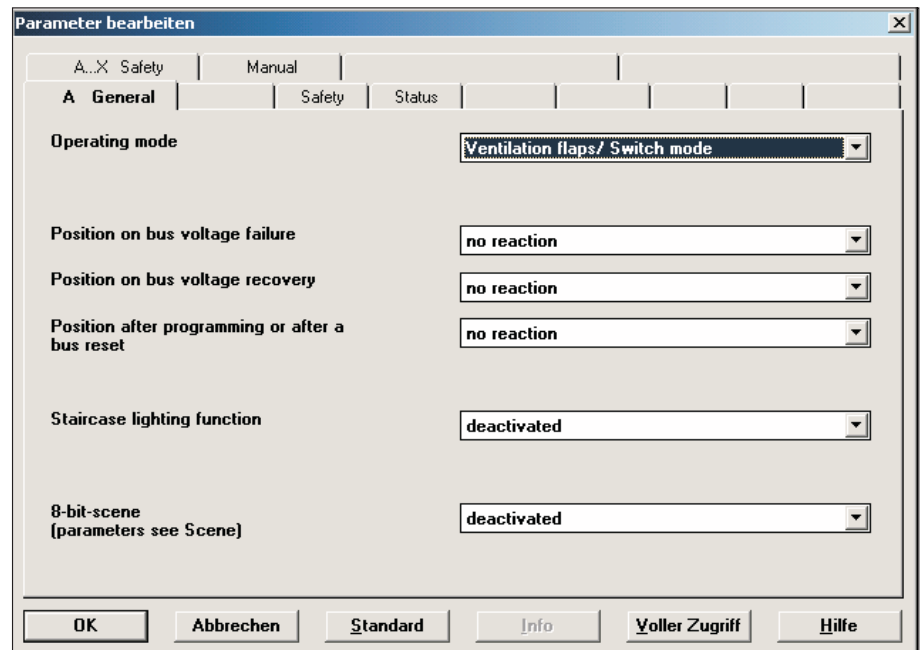 Parameter bearbeiten
A...X Safety Manual
A General Safety Status
Operating mode Ventilation flaps/ Switch mode
Position on bus voltage failure no reaction
Position on bus voltage recovery no reaction
Position after programming or after a
bus reset no reaction
Staircase lighting function deactivated
8-bit-scene
(parameters see Scene) deactivated
OK Abbrechen Standard Info Voller Zugriff Hilfe